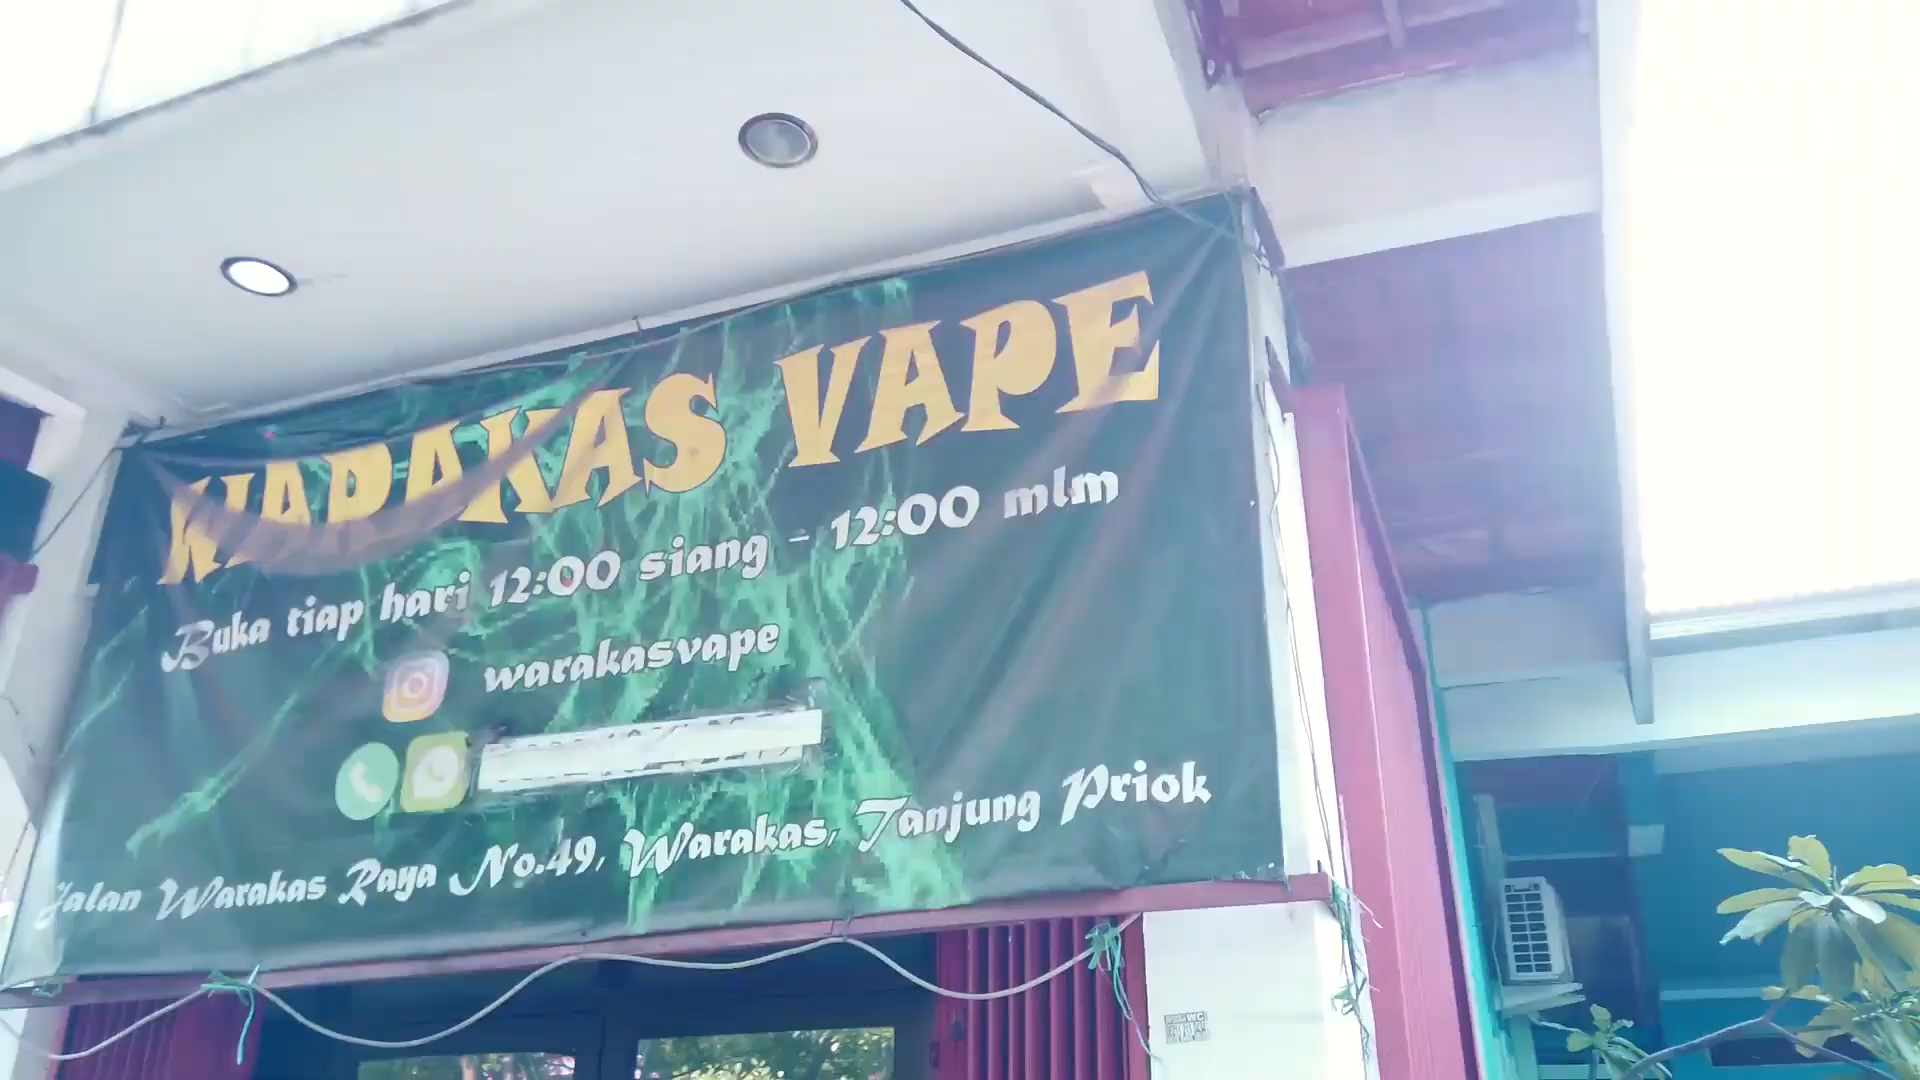 WARAKAS VAPE
Buka tiap hari 12:00 siang - 12:00 mlm
warakasvape
Jalan Warakas Raya No.49, Warakas, Tanjung Priok